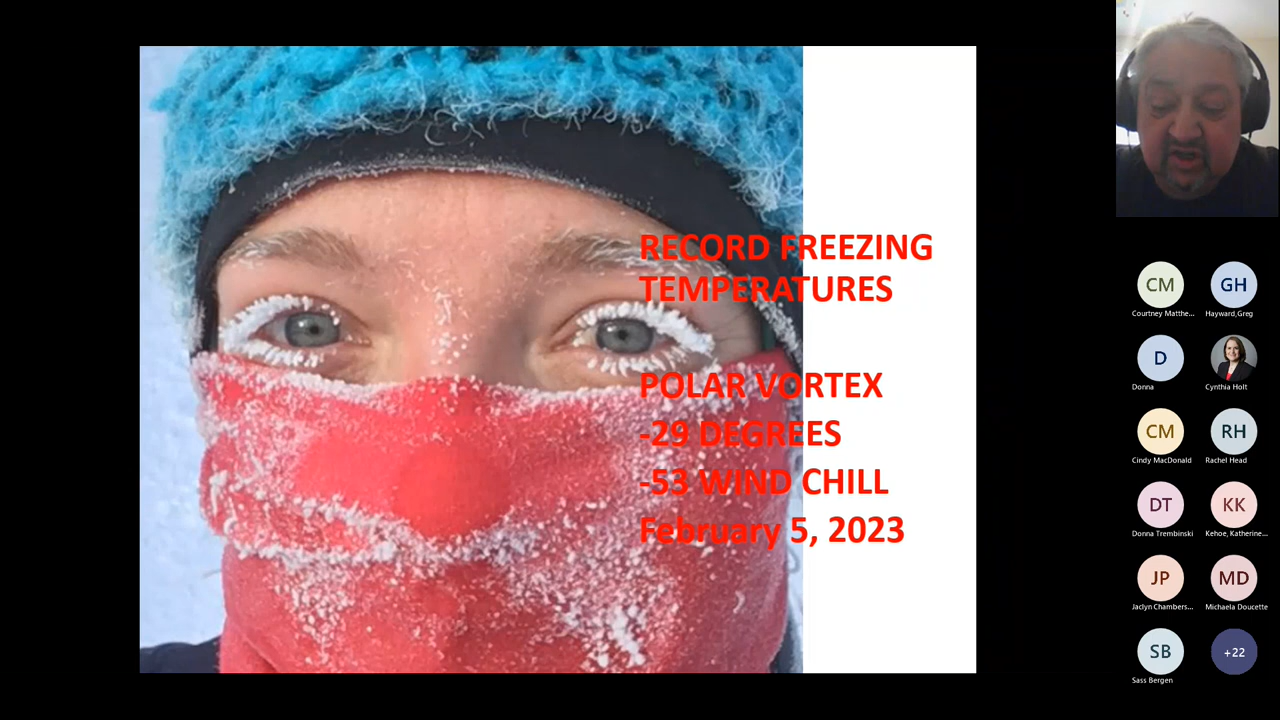 RECORD FREEZING
TEMPERATURES
POLAR VORTEX
-29 DEGREES
-53 WIND CHILL
February 5, 2023
CM
GH
Courtney Matthe...
Hayward,Greg
D
Donna
Cynthia Holt
CM
RH
Cindy MacDonald
Rachel Head
DT
KK
Donna Trembinski
Kehoe, Katherine...
JP
MD
Jaclyn Chambers...
Michaela Doucette
SB
+22
Sass Bergen